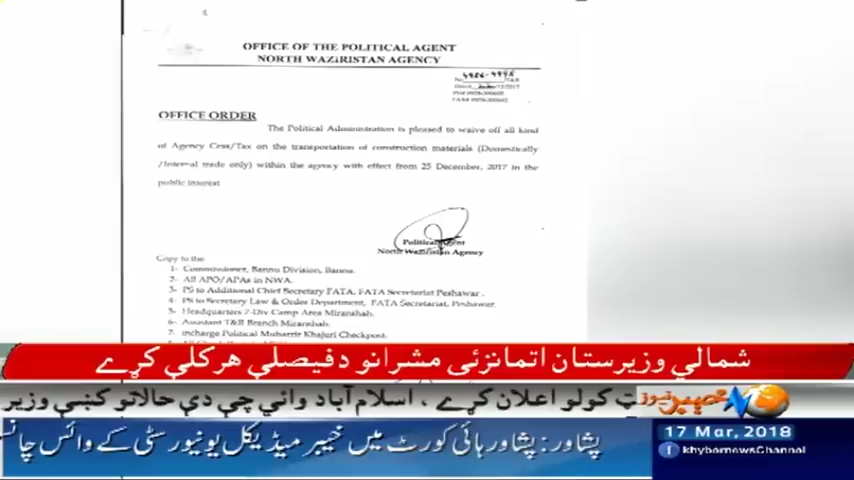 OFFICE OF THE POLITICAL AGENT
NORTH WAZIRISTAN AGENCY
OFFICE ORDER
The Political Administration is pleased to waive off all kind
of Agency Cess/Tax on the transportation of construction materials (Domestically
/Internal trade only) within the agency with effect from 25 December, 2017 in the
public interest
Political Agent
North Waziristan Agency
Copy to the:
1- Commissioner, Bannu Division, Bannu.
2- All APO/APAs in NWA.
3- PS to Additional Chief Secretary FATA, FATA Secretariat Peshawar.
4- PS to Secretary Law & Order Department, FATA Secretariat, Peshawar.
5- Headquarters 7-Div Camp Area Miranshah.
6- Assistant T&R Branch Miranshah.
7. Incharge Political Muharrir Khajuri Checkpost.
شمالي وزيرستان اتمانزئی مشرانو دفيصلې هرکلې کړے
کولو اعلان کړے ، اسلام آباد وائي چې دې حالاتو کښې وزير
خیبر نیوز
پشاور: پشاور ہائی کورٹ میں خیبر میڈیکل یونیورسٹی کے وائس چانس
17 Mar, 2018
khybernewsChannel